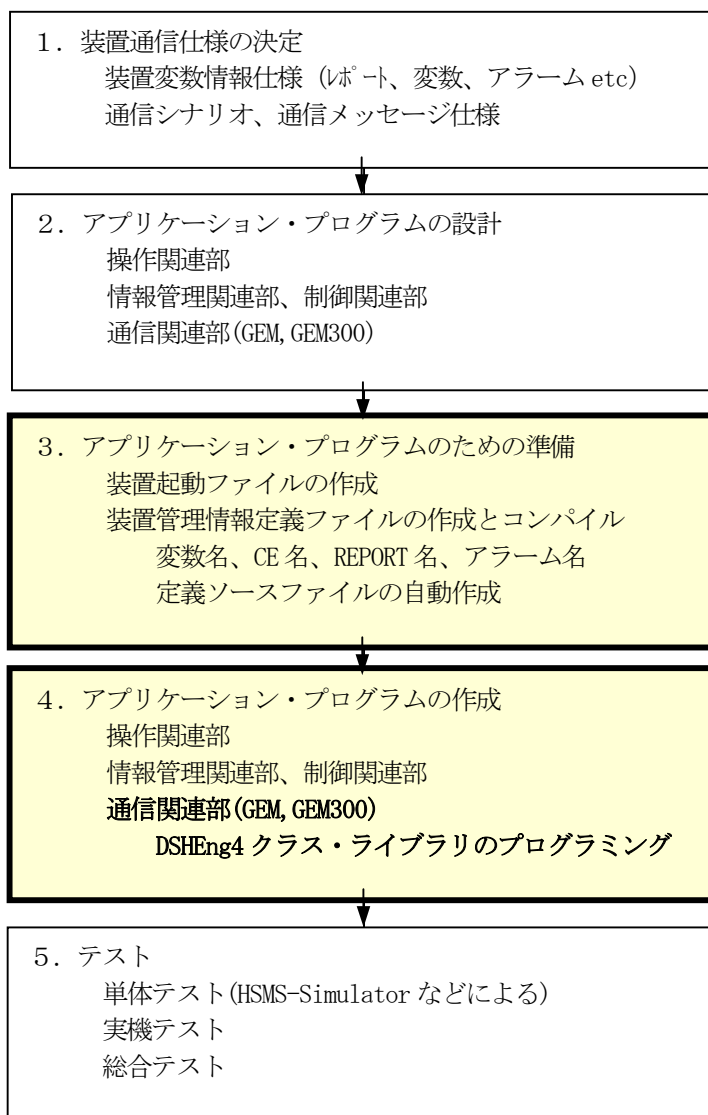 １．装置通信仕様の決定
装置変数情報仕様（ﾚﾎﾟｰﾄ、変数、アラーム etc)
通信シナリオ、通信メッセージ仕様
２．アプリケーション・プログラムの設計
操作関連部
情報管理関連部、制御関連部
通信関連部(GEM,GEM300)
３．アプリケーション・プログラムのための準備
装置起動ファイルの作成
装置管理情報定義ファイルの作成とコンパイル
変数名、CE 名、REPORT 名、アラーム名
定義ソースファイルの自動作成
４．アプリケーション・プログラムの作成
操作関連部
情報管理関連部、制御関連部
通信関連部(GEM,GEM300)
DSHEng4 クラス・ライブラリのプログラミング
５．テスト
単体テスト(HSMS-Simulator などによる)
実機テスト
総合テスト